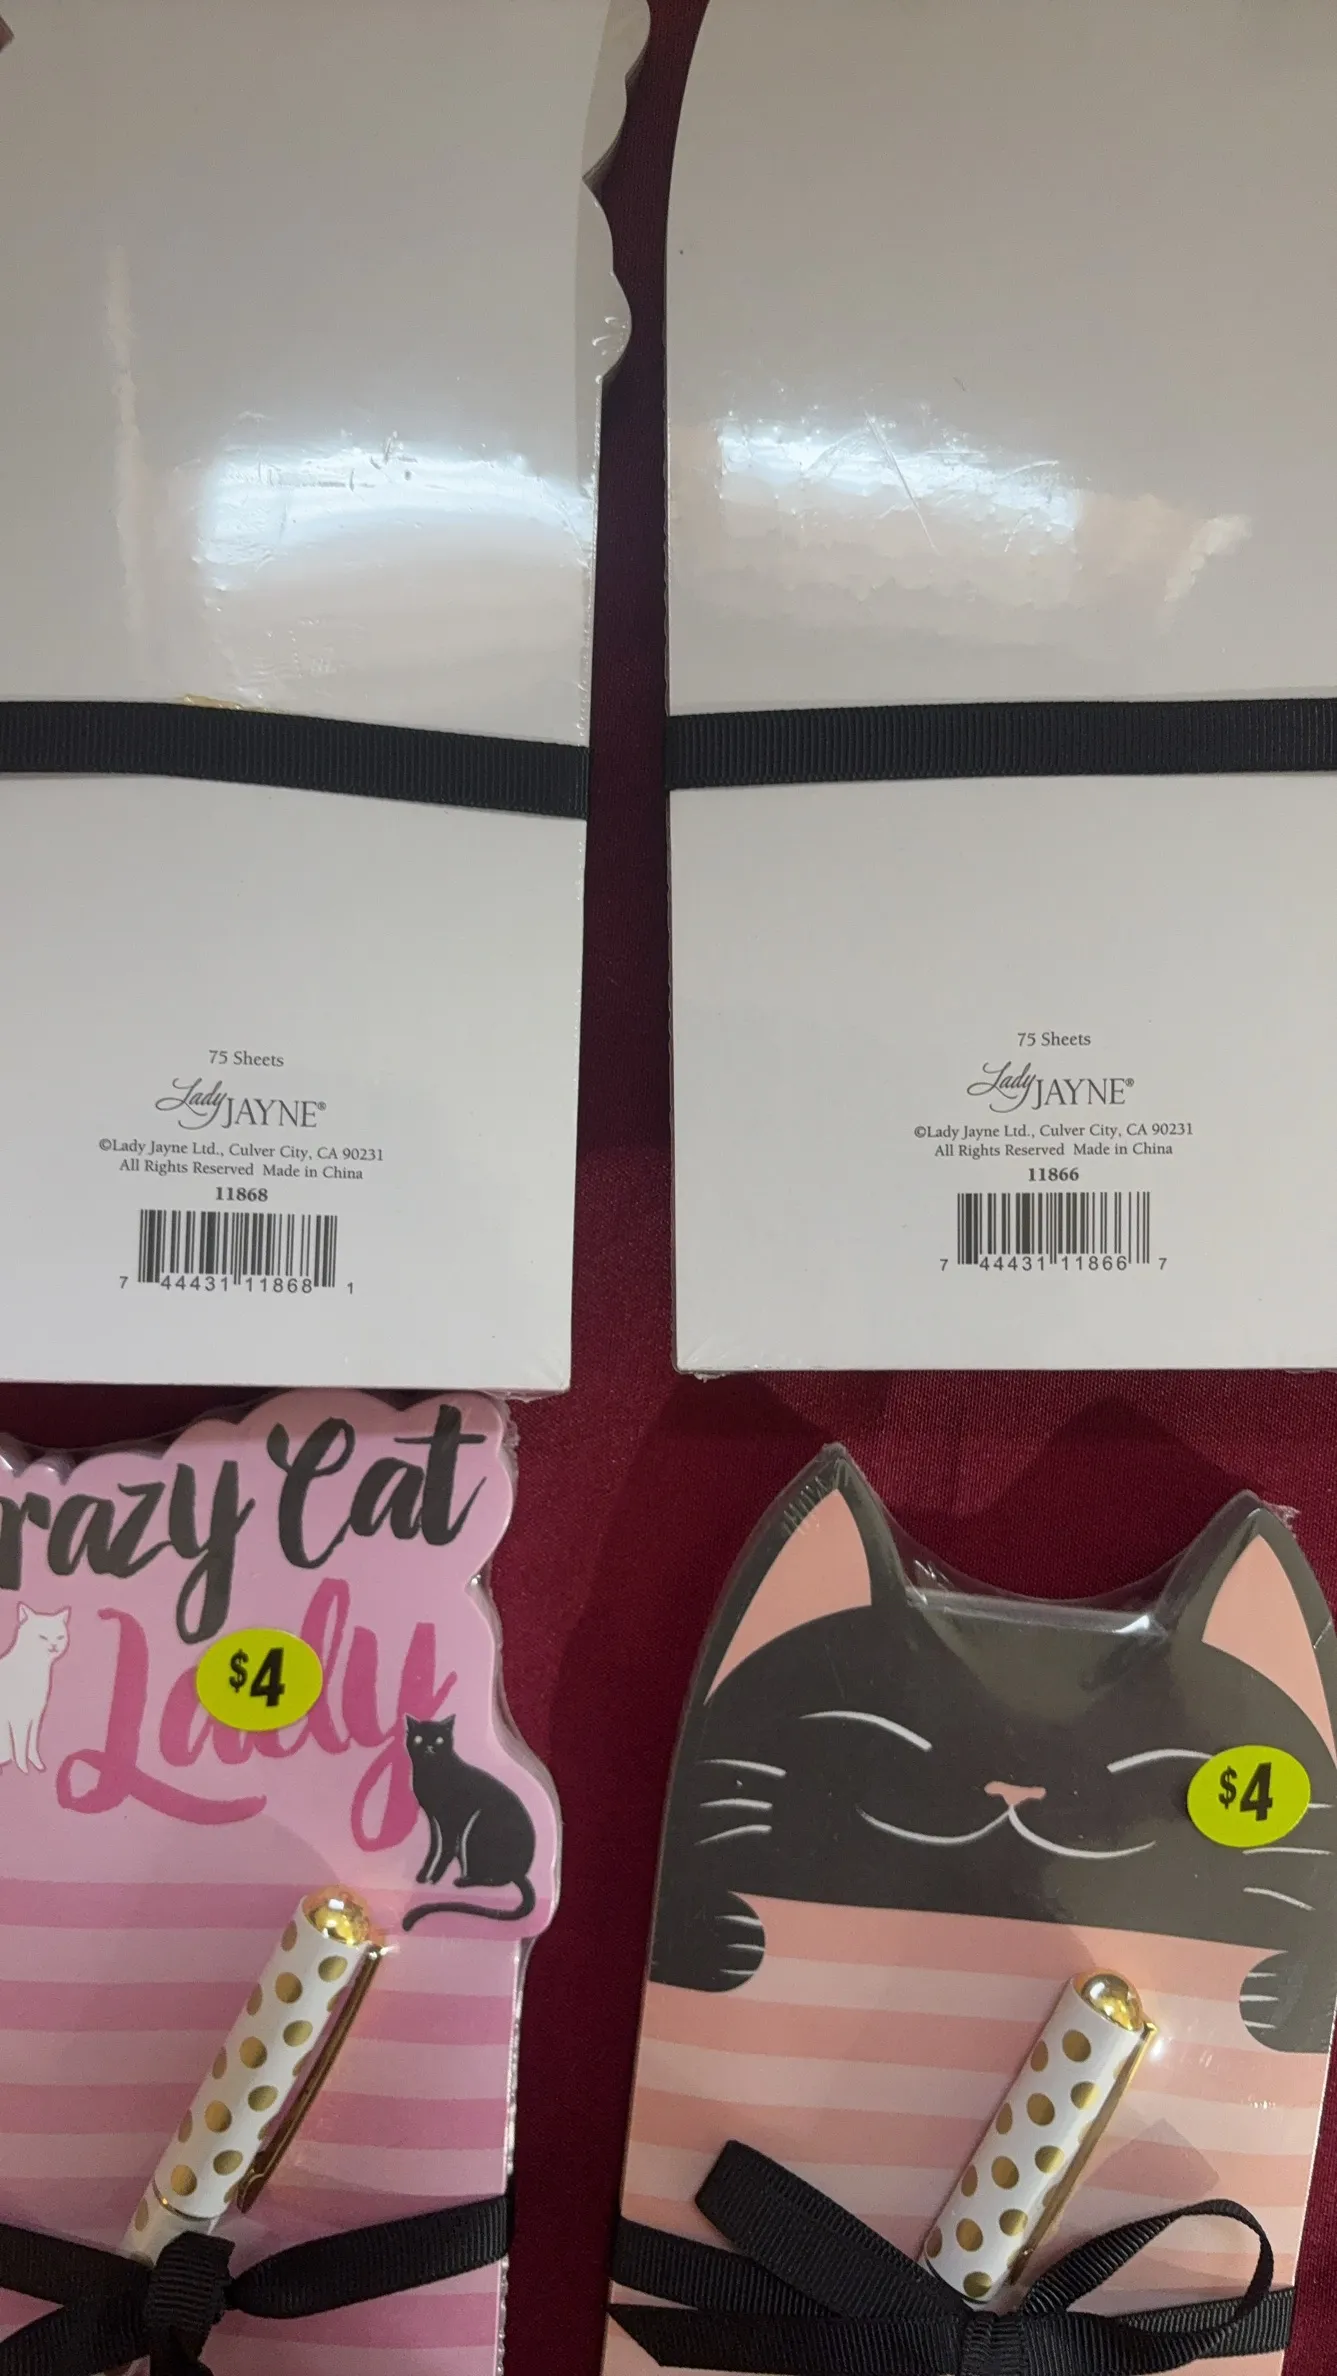 75 Sheets
Lady JAYNE®
©Lady Jayne Ltd., Culver City, CA 90231
All Rights Reserved Made in China
11868
7 44431 11868 1
75 Sheets
Lady JAYNE®
©Lady Jayne Ltd., Culver City, CA 90231
All Rights Reserved Made in China
11866
7 44431 11866 7
razy Cat
Lady
$4
$4